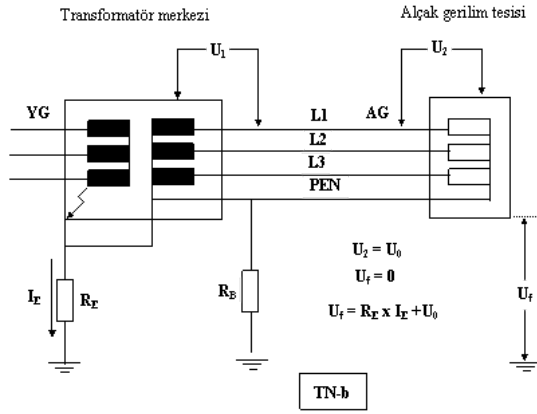 Transformatör merkezi
Alçak gerilim tesisi
U1
U2
YG
L1
AG
L2
L3
PEN
U2 = U0
Uf = 0
Uf = RE x IE + U0
IE
RE
RB
Uf
TN-b